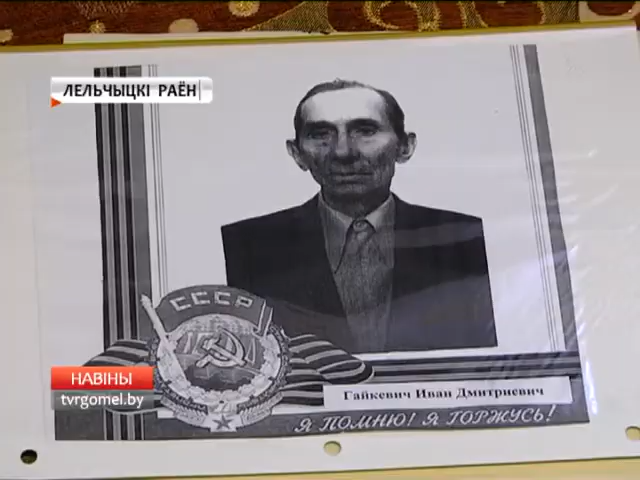 ЛЕЛЬЧЫЦКІ РАЁН
СССР
НАВІНЫ
tvrgomel.by
Гайкевич Иван Дмитриевич
Я ПОМНЮ! Я ГОРЖУСЬ!